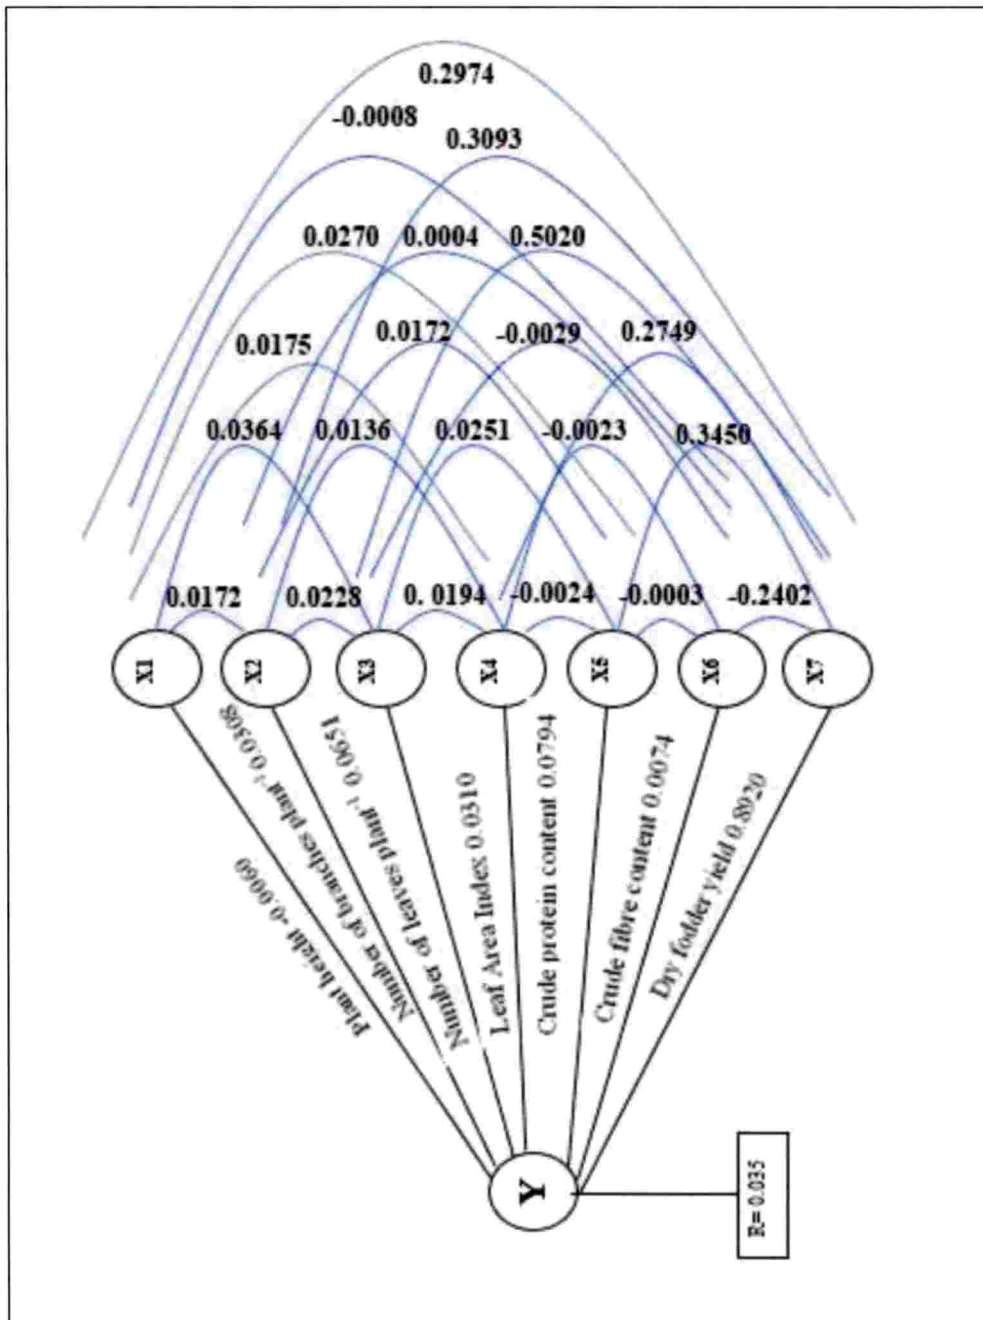 0.2974
-0.0008
0.3093
0.0270 0.0004 0.5020
0.0175 0.0172 -0.0029 0.2749
0.0364 0.0136 0.0251 -0.0023 0.3450
0.0172 0.0228 0. 0194 -0.0024 -0.0003 -0.2402
X1 X2 X3 X4 X5 X6 X7
Plant height -0.0060
Number of branches plant⁻¹ 0.0308
Number of leaves plant⁻¹ 0.0651
Leaf Area Index 0.0310
Crude protein content 0.0794
Crude fibre content 0.0074
Dry fodder yield 0.8920
Y
R= 0.035